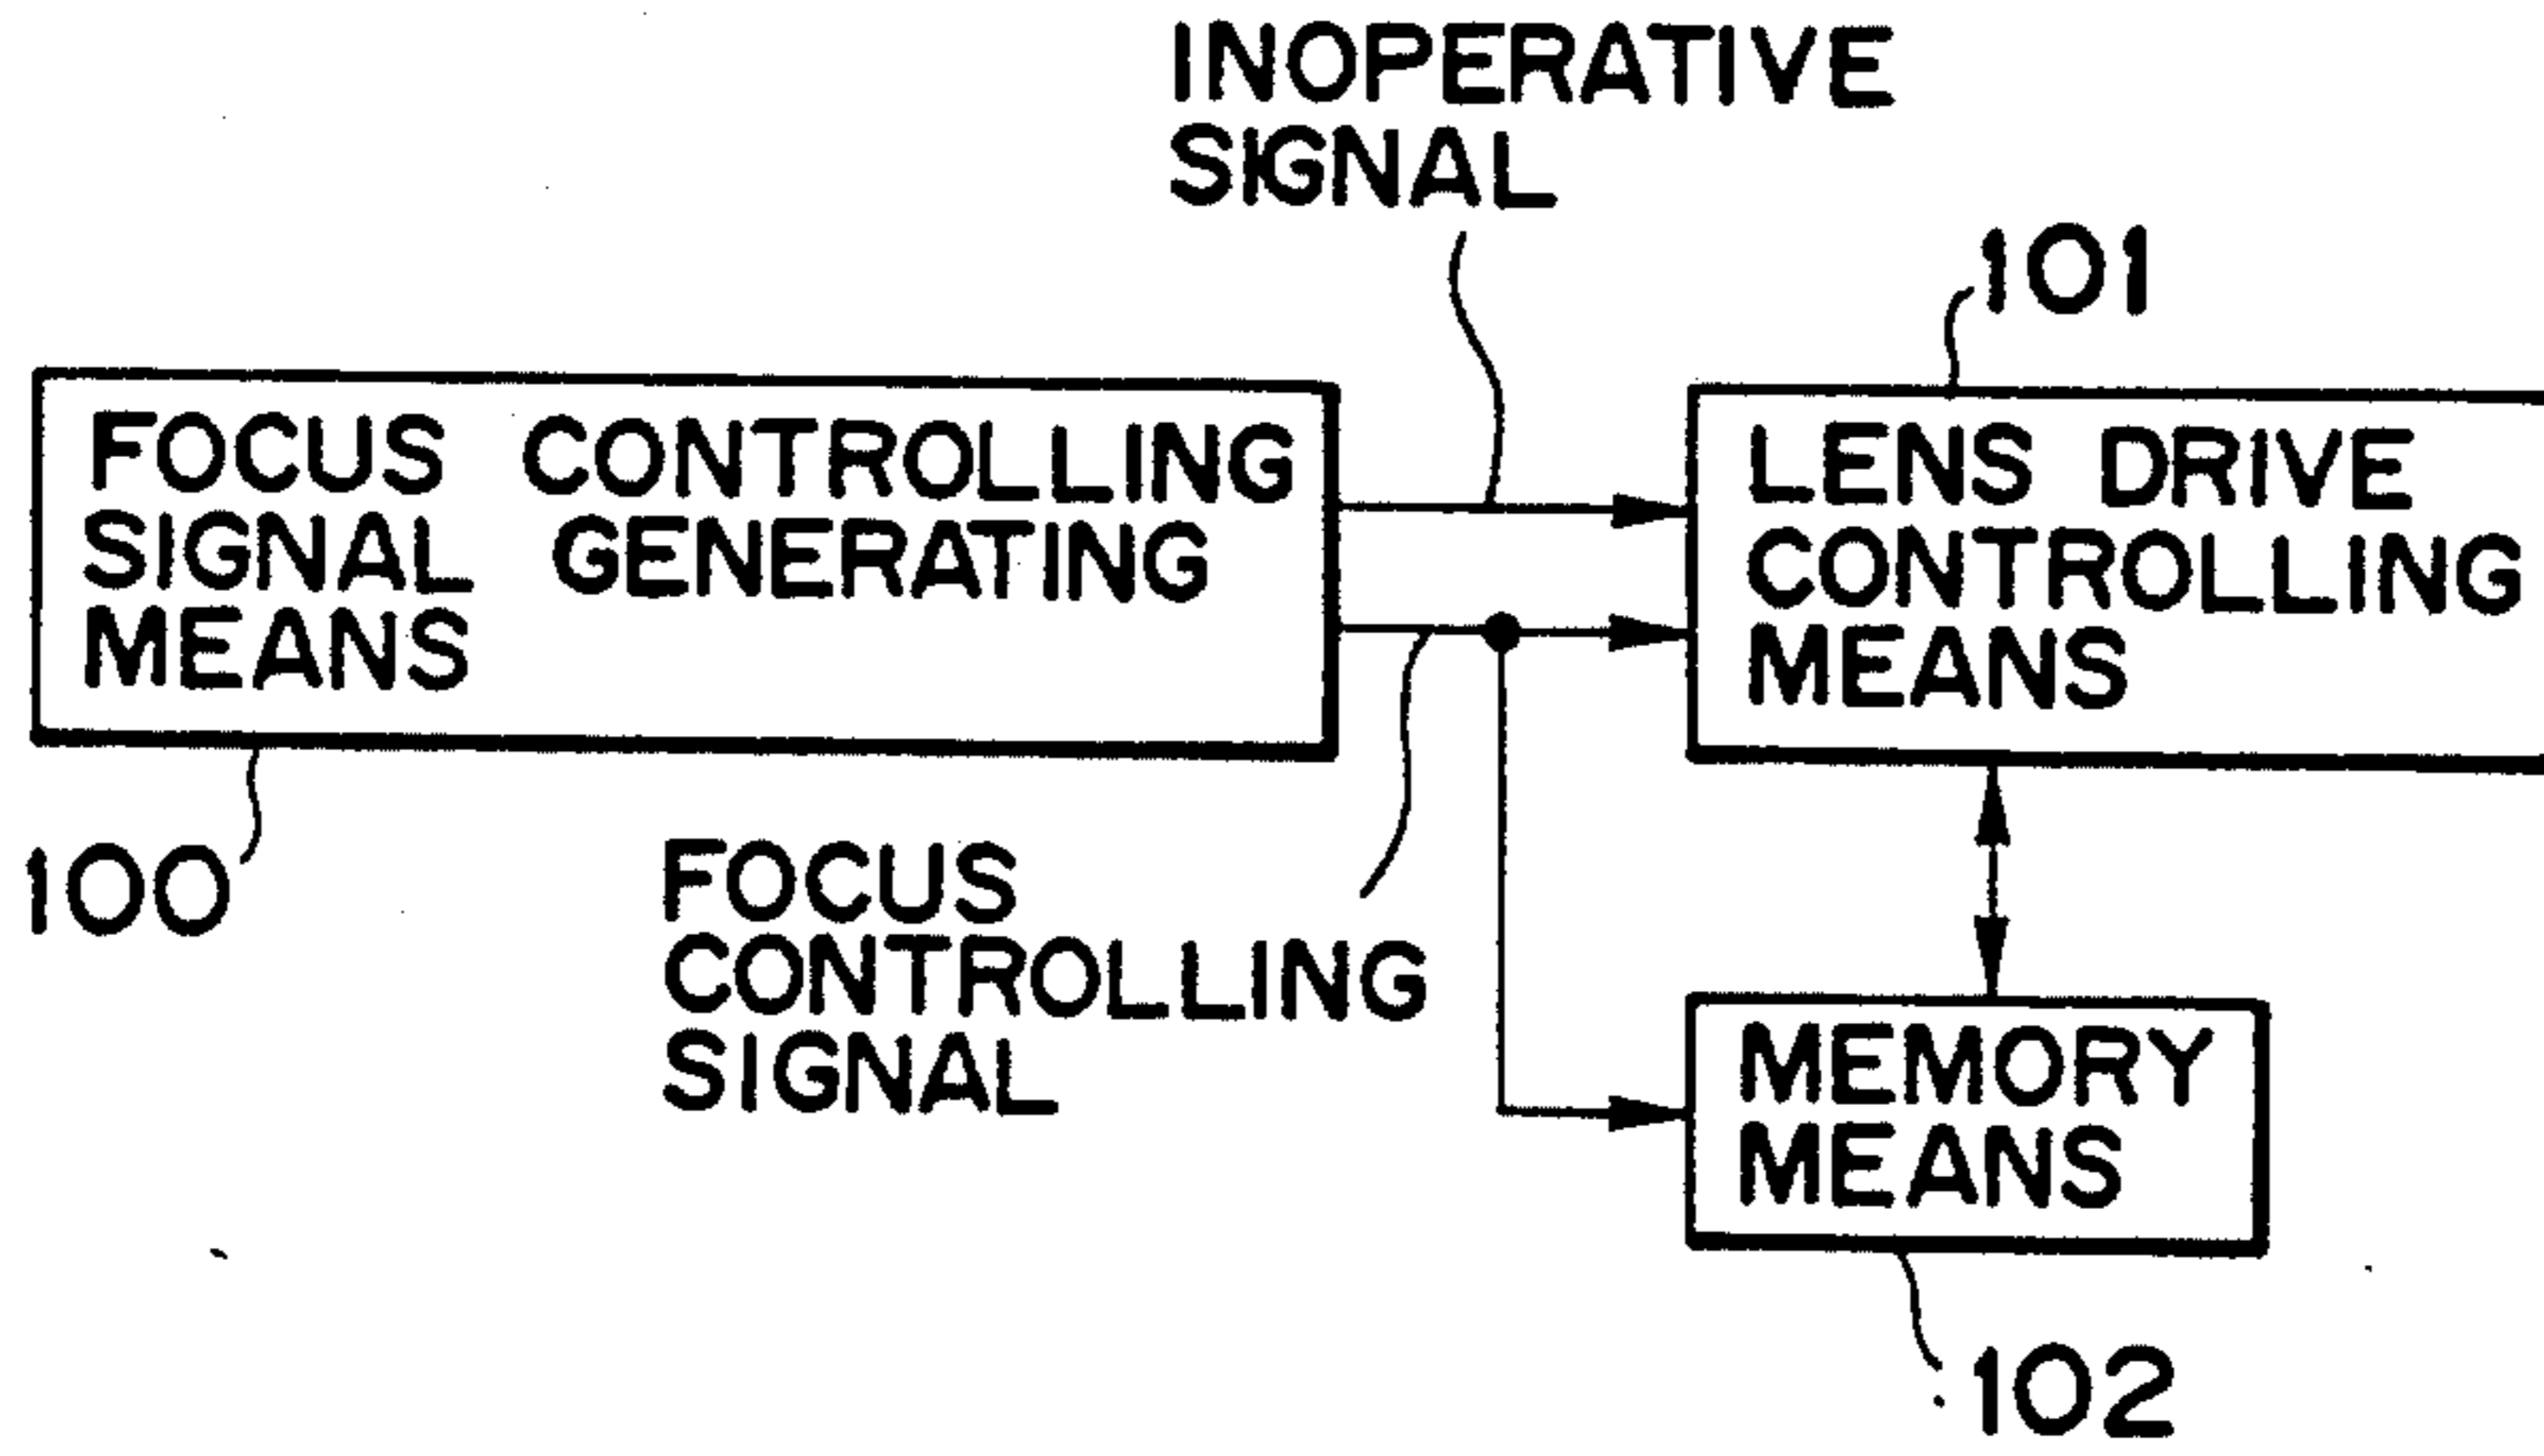 INOPERATIVE
SIGNAL
101
FOCUS CONTROLLING
SIGNAL GENERATING
MEANS
LENS DRIVE
CONTROLLING
MEANS
100
FOCUS
CONTROLLING
SIGNAL
MEMORY
MEANS
102